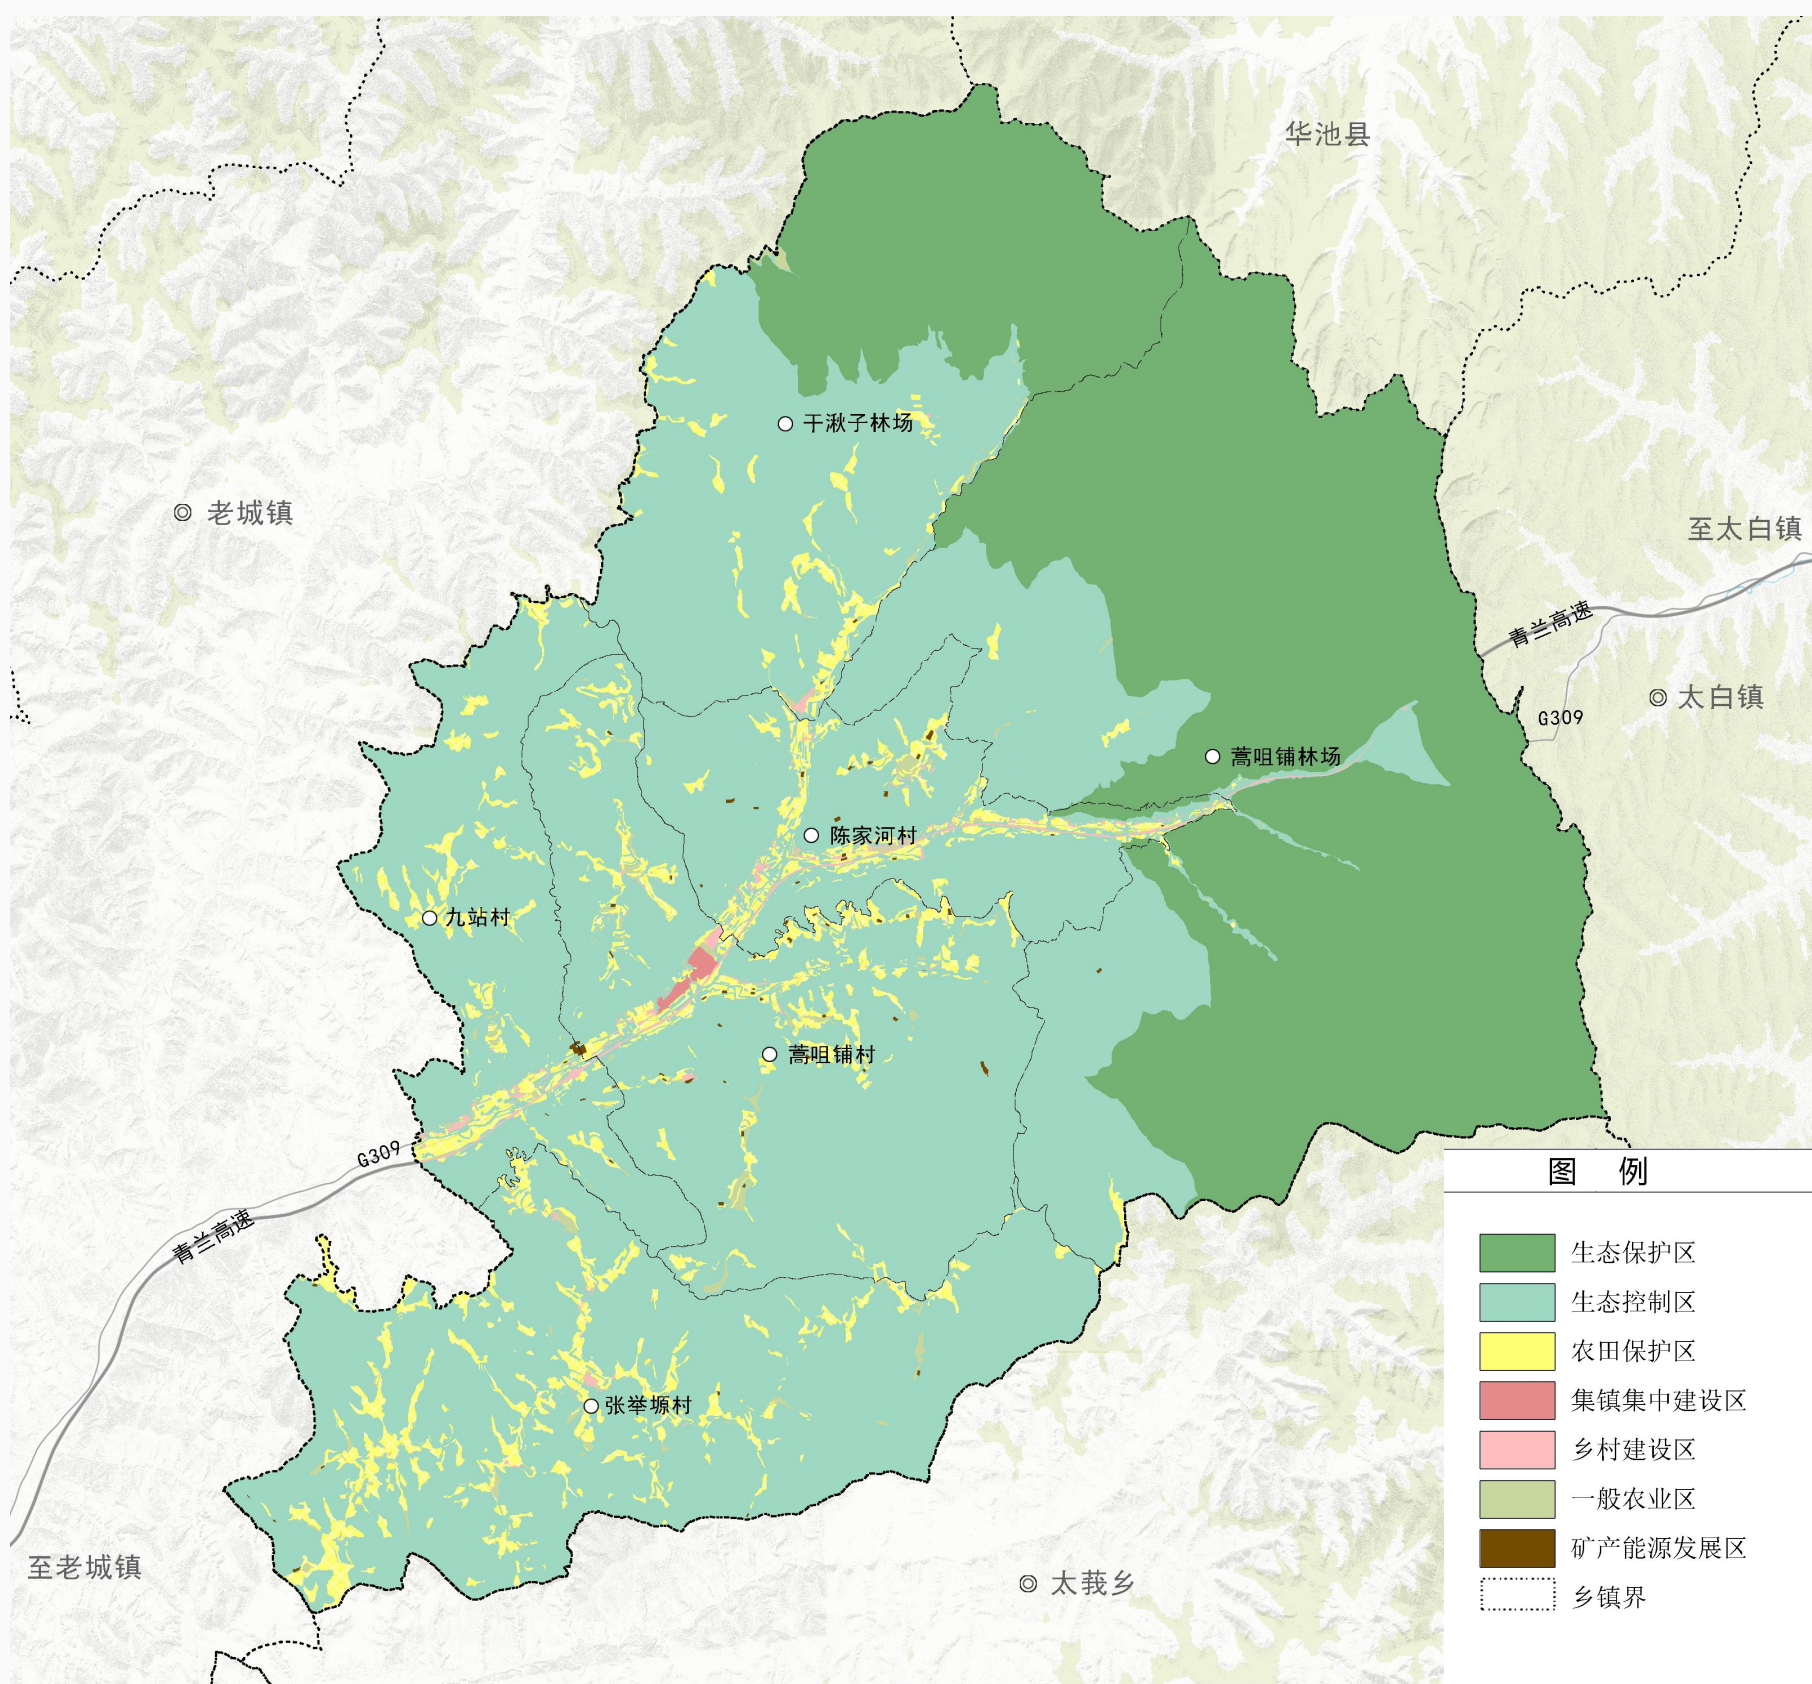 华池县
干湫子林场
老城镇
至太白镇
青兰高速
太白镇
G309
蒿咀铺林场
陈家河村
九站村
蒿咀铺村
G309
青兰高速
张举塬村
至老城镇
太莪乡
图 例
生态保护区
生态控制区
农田保护区
集镇集中建设区
乡村建设区
一般农业区
矿产能源发展区
乡镇界